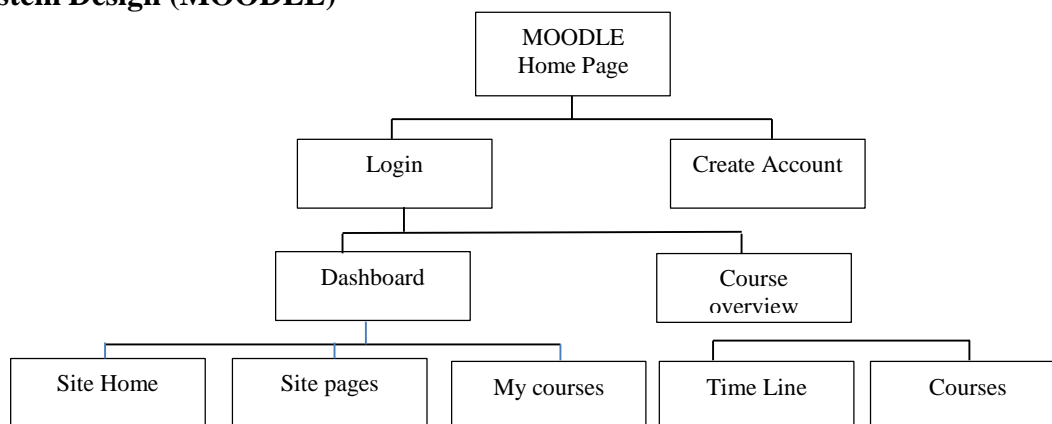 stem Design (MOODLE)
MOODLE
Home Page
Login
Create Account
Dashboard
Course
overview
Site Home
Site pages
My courses
Time Line
Courses